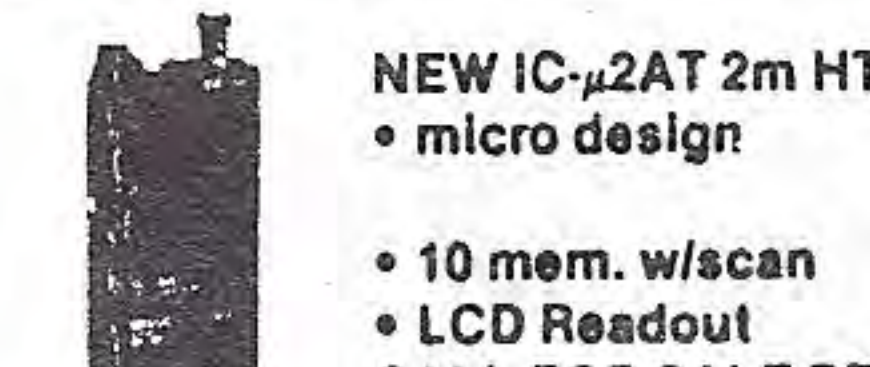 NEW IC-μ2AT 2m HT
• micro design
• 10 mem. w/scan
• LCD Readout